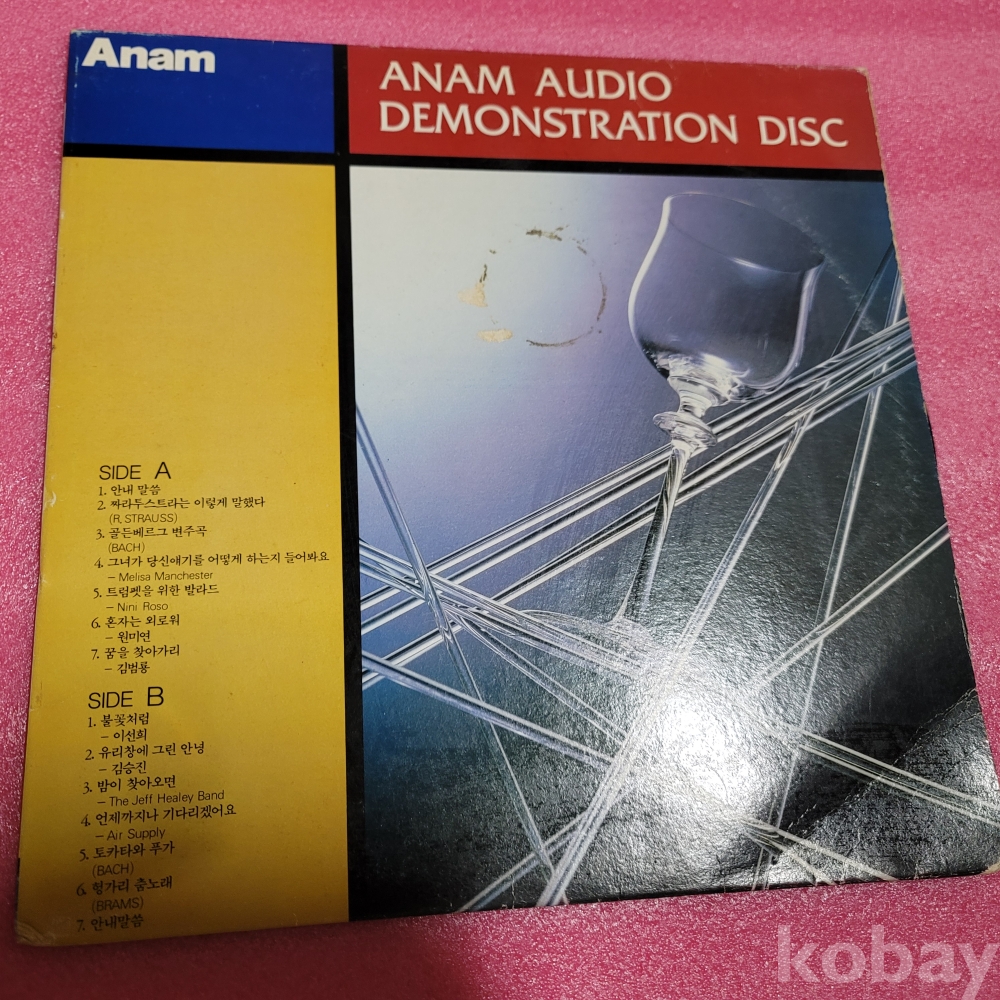 Anam
ANAM AUDIO
DEMONSTRATION DISC
SIDE A
1.안내 말씀
2. 짜라투스트라는 이렇게 말했다
(R, STRAUSS)
3. 골든베르그 변주곡
(BACH)
4. 그녀가 당신얘기를 어떻게 하는지 들어봐요
– Melisa Manchester
5. 트럼펫을 위한 발라드
– Nini Roso
6. 혼자는 외로워
– 원미연
7. 꿈을 찾아가리
– 김범룡
SIDE B
1. 불꽃처럼
– 이선희
2. 유리창에 그린 안녕
– 김승진
3. 밤이 찾아오면
– The Jeff Healey Band
4. 언제까지나 기다리겠어요
– Air Supply
5. 토카타와 푸가
(BACH)
6. 헝가리 춤노래
(BRAMS)
7. 안내말씀
kobay